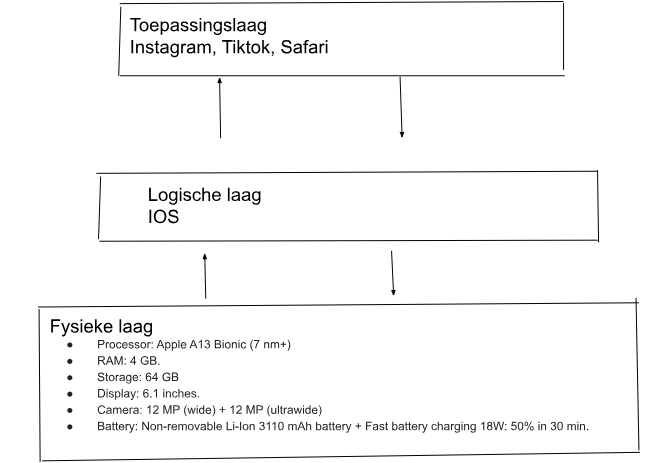 Toepassingslaag
Instagram, Tiktok, Safari
Logische laag
IOS
Fysieke laag
● Processor: Apple A13 Bionic (7 nm+)
● RAM: 4 GB.
● Storage: 64 GB
● Display: 6.1 inches.
● Camera: 12 MP (wide) + 12 MP (ultrawide)
● Battery: Non-removable Li-Ion 3110 mAh battery + Fast battery charging 18W: 50% in 30 min.